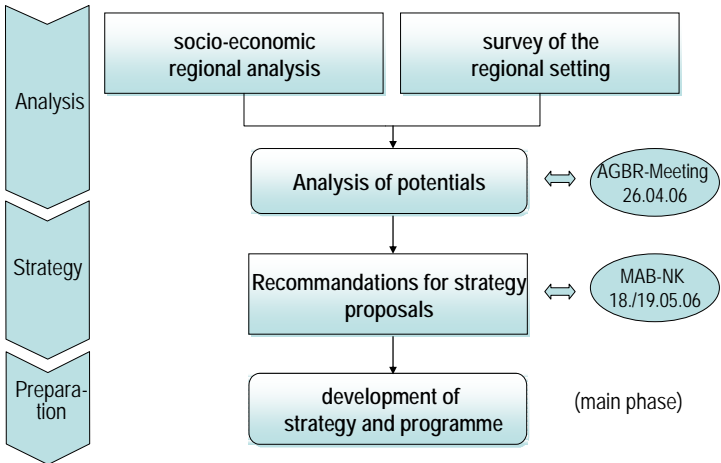 Analysis
socio-economic
regional analysis
survey of the
regional setting
Analysis of potentials
AGBR-Meeting
26.04.06
Strategy
Recommandations for strategy
proposals
MAB-NK
18./19.05.06
Prepara-
tion
development of
strategy and programme
(main phase)